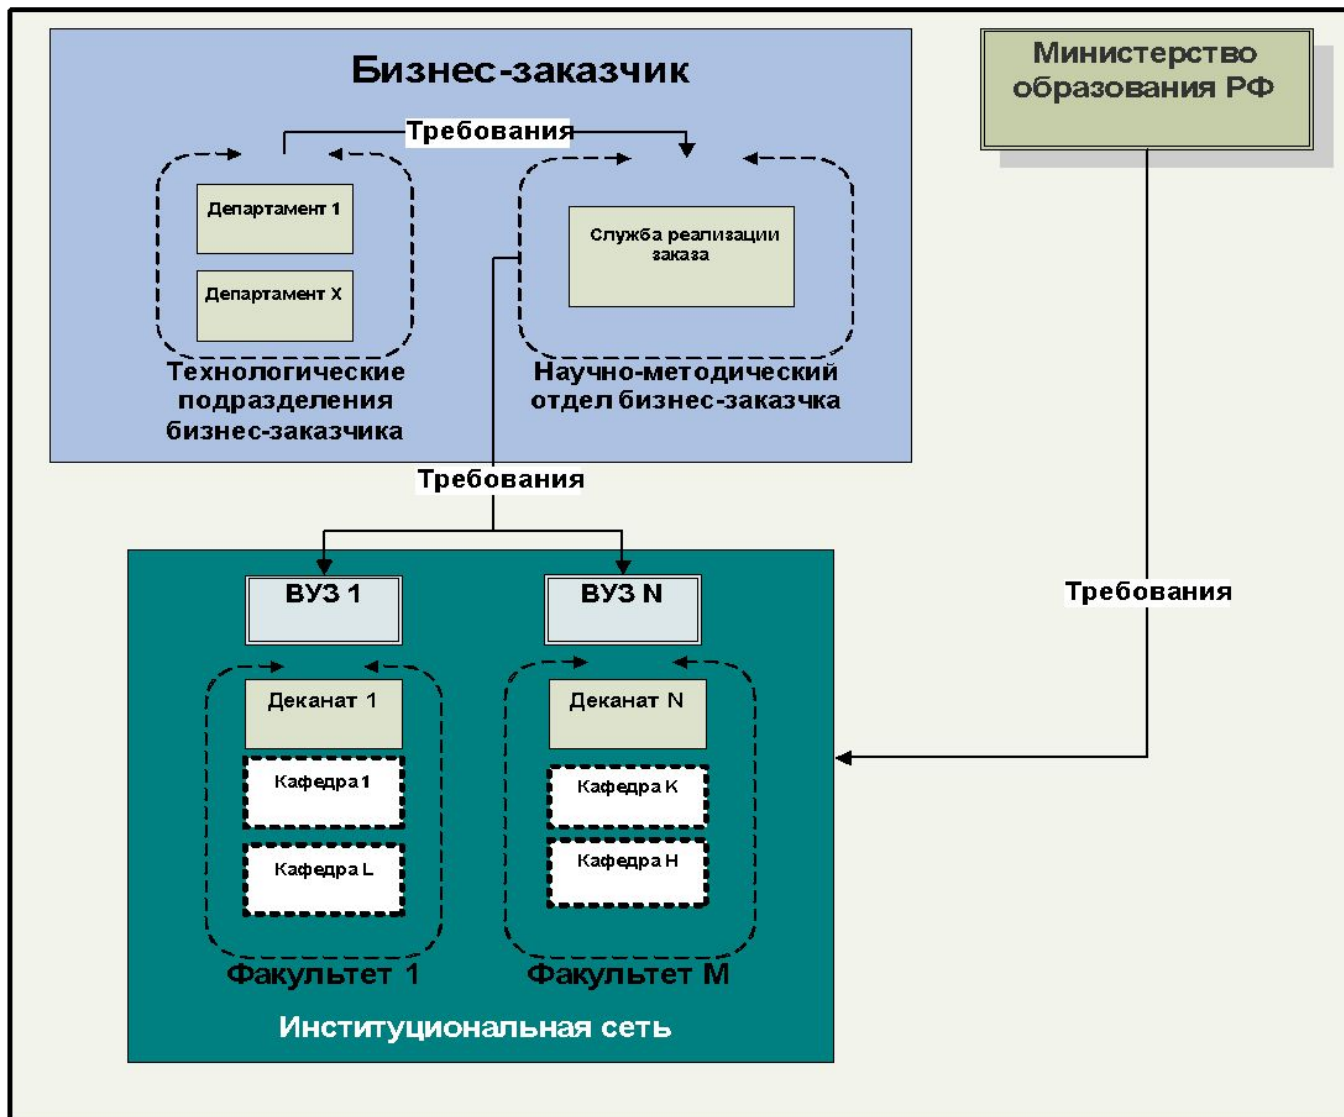 Бизнес-заказчик
Министерство
образования РФ
Требования
Департамент 1
Департамент X
Служба реализации
заказа
Технологические
подразделения
бизнес-заказчика
Научно-методический
отдел бизнес-заказчка
Требования
ВУЗ 1
ВУЗ N
Требования
Деканат 1
Деканат N
Кафедра 1
Кафедра K
Кафедра L
Кафедра H
Факультет 1
Факультет M
Институциональная сеть